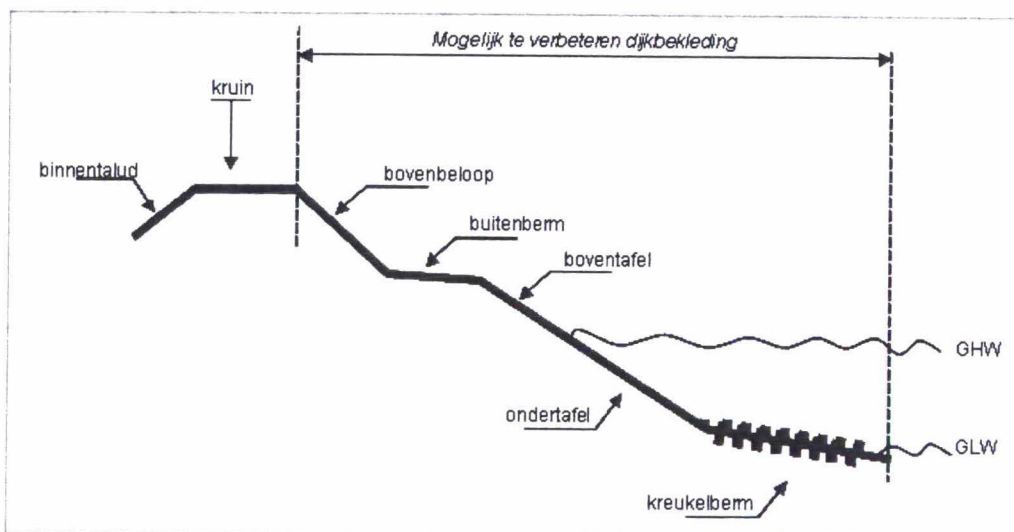 Mogelijk te verbeteren dijkbekleding
kruin
binnentalud
bovenbeloop
buitenberm
boventafel
GHW
ondertafel
GLW
kreukelberm